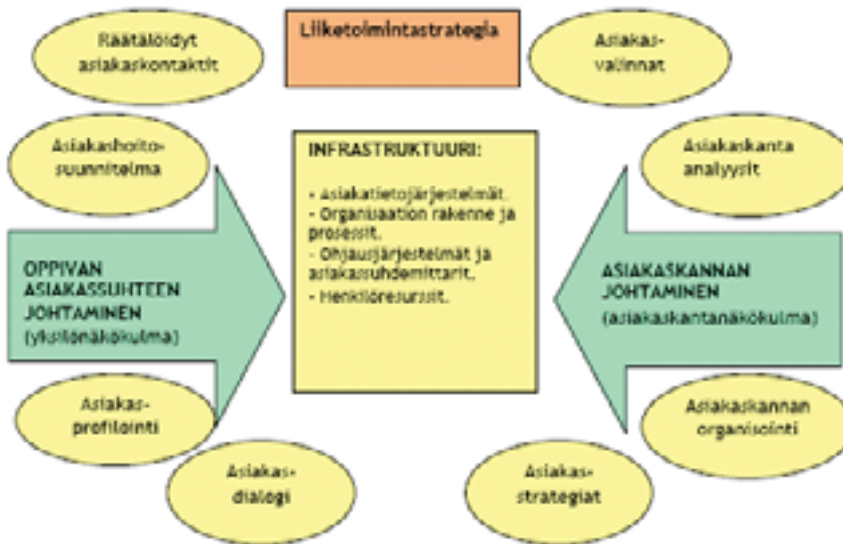 Räätälöidyt
asiakaskontaktit
Liiketoimintastrategia
Asiakas-
valinnat
Asiakashoito-
suunnitelma
INFRASTRUKTUURI:
- Asiakatietojärjestelmät.
- Organisaation rakenne ja
prosessit.
- Ohjausjärjestelmät ja
asiakassuhdemittarit.
- Henkilöresurssit.
Asiakaskanta
analyysit
OPPIVAN
ASIAKASSUHTEEN
JOHTAMINEN
(yksilönäkökulma)
ASIAKASKANNAN
JOHTAMINEN
(asiakaskantanäkökulma)
Asiakas-
profilointi
Asiakaskannan
organisointi
Asiakas-
dialogi
Asiakas-
strategiat